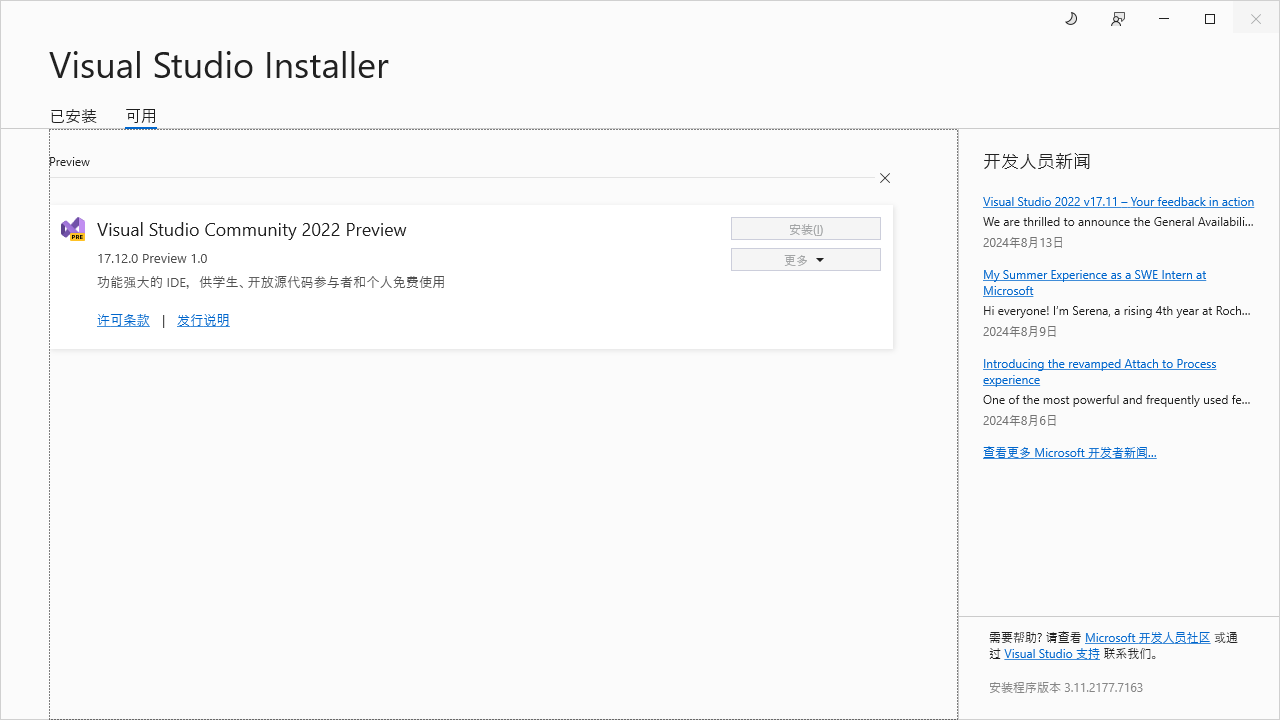 Visual Studio Installer
已安装 可用
Preview
PRE
Visual Studio Community 2022 Preview
17.12.0 Preview 1.0
功能强大的 IDE，供学生、开放源代码参与者和个人免费使用
许可条款 | 发行说明
安装(I)
更多
开发人员新闻
Visual Studio 2022 v17.11 – Your feedback in action
We are thrilled to announce the General Availabili...
2024年8月13日
My Summer Experience as a SWE Intern at
Microsoft
Hi everyone! I'm Serena, a rising 4th year at Roch...
2024年8月9日
Introducing the revamped Attach to Process
experience
One of the most powerful and frequently used fe...
2024年8月6日
查看更多 Microsoft 开发者新闻...
需要帮助? 请查看 Microsoft 开发人员社区 或通
过 Visual Studio 支持 联系我们。
安装程序版本 3.11.2177.7163